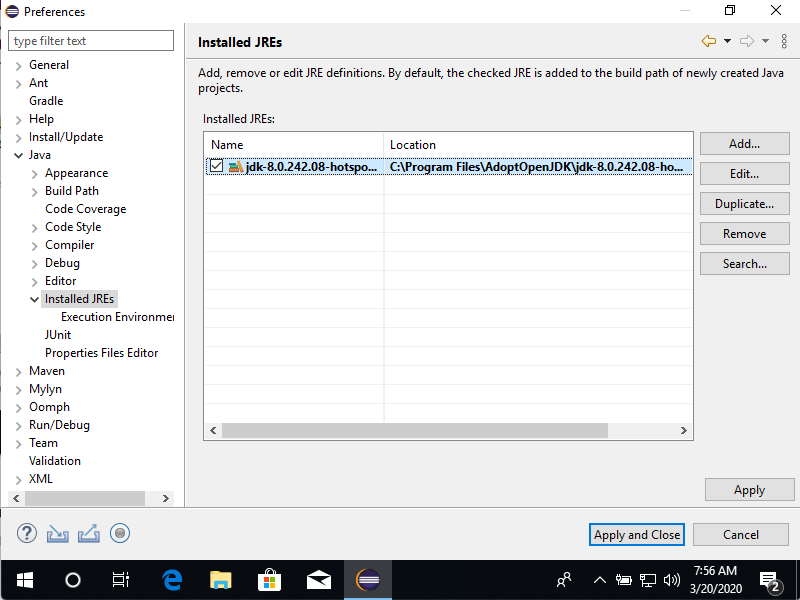 Preferences
type filter text
General
Ant
Gradle
Help
Install/Update
Java
Appearance
Build Path
Code Coverage
Code Style
Compiler
Debug
Editor
Installed JREs
Execution Environmen
JUnit
Properties Files Editor
Maven
Mylyn
Oomph
Run/Debug
Team
Validation
XML
Installed JREs
Add, remove or edit JRE definitions. By default, the checked JRE is added to the build path of newly created Java
projects.
Installed JREs:
Name Location
jdk-8.0.242.08-hotspo... C:\Program Files\AdoptOpenJDK\jdk-8.0.242.08-ho...
Add...
Edit...
Duplicate...
Remove
Search...
Apply
Apply and Close Cancel
7:56 AM
3/20/2020
2